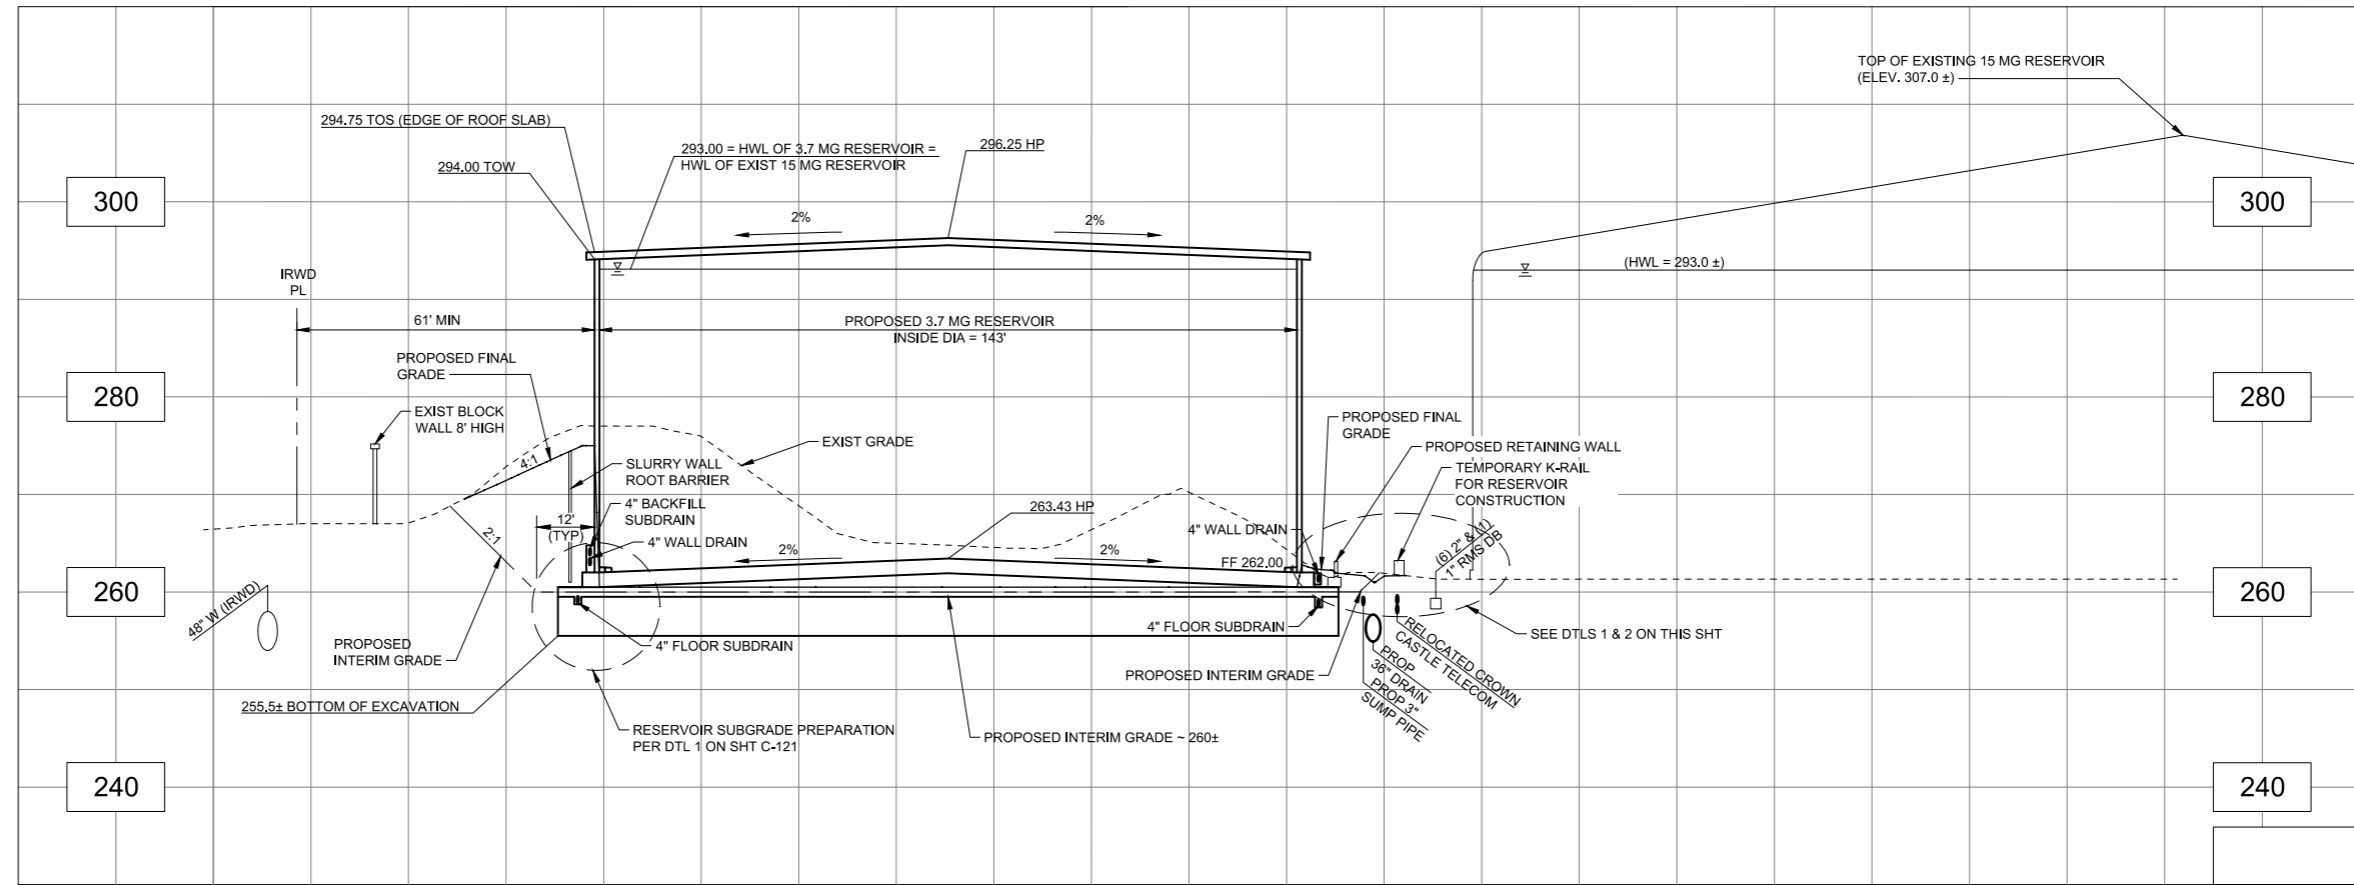 TOP OF EXISTING 15 MG RESERVOIR
(ELEV. 307.0 ±)
294.75 TOS (EDGE OF ROOF SLAB)
293.00 = HWL OF 3.7 MG RESERVOIR =
HWL OF EXIST 15 MG RESERVOIR
296.25 HP
294.00 TOW
300
300
2%
2%
(HWL = 293.0 ±)
IRWD
PL
61' MIN
PROPOSED 3.7 MG RESERVOIR
INSIDE DIA = 143'
PROPOSED FINAL
GRADE
280
280
EXIST BLOCK
WALL 8' HIGH
PROPOSED FINAL
GRADE
EXIST GRADE
PROPOSED RETAINING WALL
4:1
SLURRY WALL
ROOT BARRIER
TEMPORARY K-RAIL
FOR RESERVOIR
CONSTRUCTION
4" BACKFILL
SUBDRAIN
263.43 HP
12'
(TYP)
2:1
4" WALL DRAIN
4" WALL DRAIN
(6) 2" & (1)
1" RMS DB
2%
2%
FF 262.00
260
260
48" W (IRWD)
PROPOSED
INTERIM GRADE
4" FLOOR SUBDRAIN
4" FLOOR SUBDRAIN
SEE DTLS 1 & 2 ON THIS SHT
PROPOSED INTERIM GRADE
RELOCATED CROWN
CASTLE TELECOM
PROP
36" DRAIN
PROP 3"
SUMP PIPE
255.5± BOTTOM OF EXCAVATION
RESERVOIR SUBGRADE PREPARATION
PER DTL 1 ON SHT C-121
PROPOSED INTERIM GRADE ~ 260±
240
240